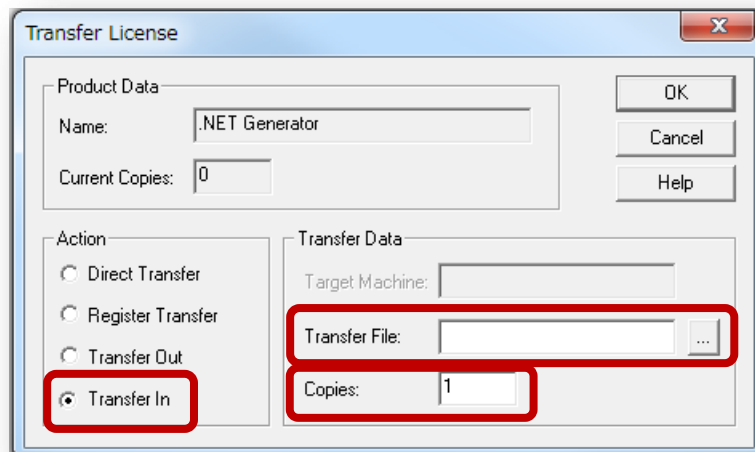 Transfer License
Product Data
Name: .NET Generator
Current Copies: 0
OK
Cancel
Help
Action
Direct Transfer
Register Transfer
Transfer Out
Transfer In
Transfer Data
Target Machine:
Transfer File: ...
Copies: 1